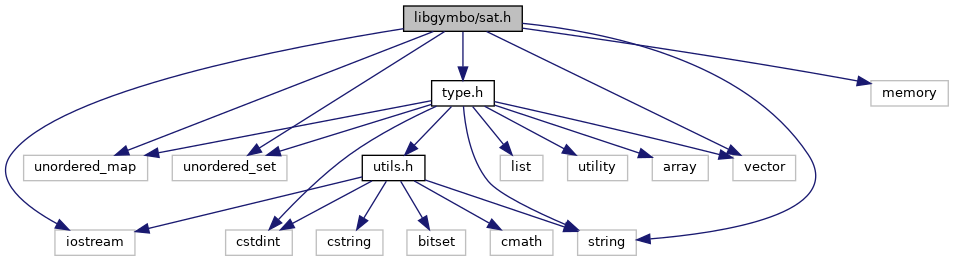 libgymbo/sat.h
type.h
memory
unordered_map
unordered_set
utils.h
list
utility
array
vector
iostream
cstdint
cstring
bitset
cmath
string